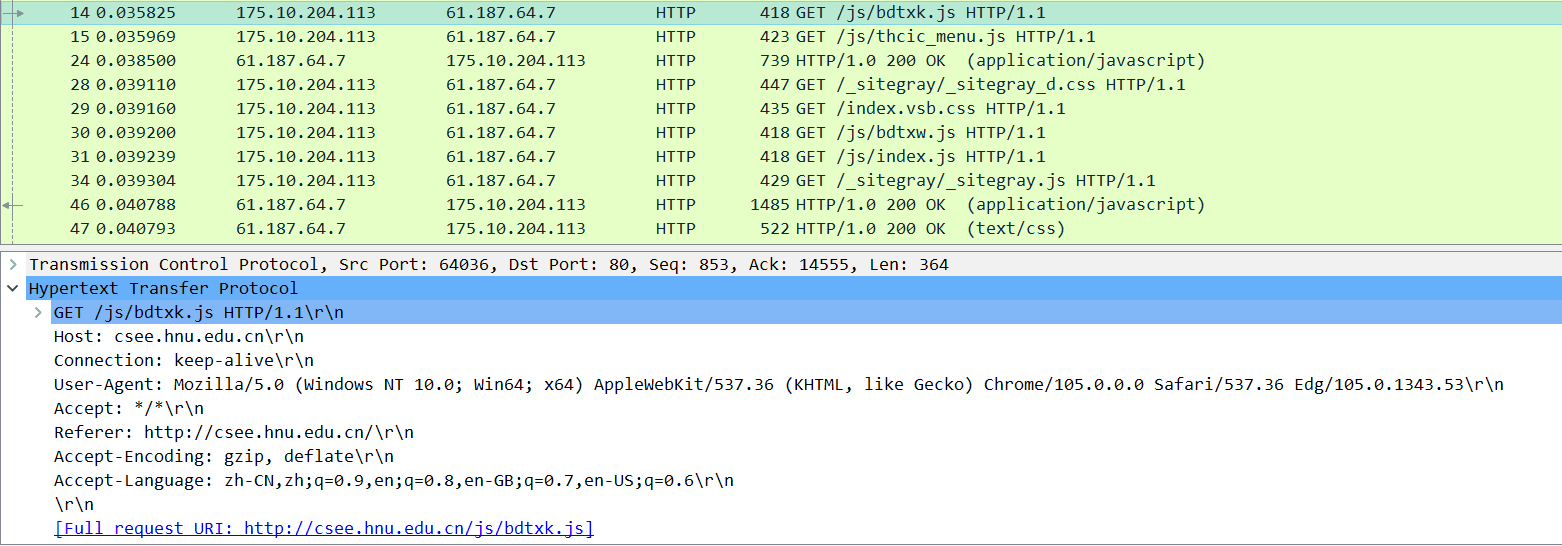 14 0.035825 175.10.204.113 61.187.64.7 HTTP 418 GET /js/bdtxk.js HTTP/1.1
15 0.035969 175.10.204.113 61.187.64.7 HTTP 423 GET /js/thcic_menu.js HTTP/1.1
24 0.038500 61.187.64.7 175.10.204.113 HTTP 739 HTTP/1.0 200 OK (application/javascript)
28 0.039110 175.10.204.113 61.187.64.7 HTTP 447 GET /_sitegray/_sitegray_d.css HTTP/1.1
29 0.039160 175.10.204.113 61.187.64.7 HTTP 435 GET /index.vsb.css HTTP/1.1
30 0.039200 175.10.204.113 61.187.64.7 HTTP 418 GET /js/bdtxw.js HTTP/1.1
31 0.039239 175.10.204.113 61.187.64.7 HTTP 418 GET /js/index.js HTTP/1.1
34 0.039304 175.10.204.113 61.187.64.7 HTTP 429 GET /_sitegray/_sitegray.js HTTP/1.1
46 0.040788 61.187.64.7 175.10.204.113 HTTP 1485 HTTP/1.0 200 OK (application/javascript)
47 0.040793 61.187.64.7 175.10.204.113 HTTP 522 HTTP/1.0 200 OK (text/css)
Transmission Control Protocol, Src Port: 64036, Dst Port: 80, Seq: 853, Ack: 14555, Len: 364
Hypertext Transfer Protocol
GET /js/bdtxk.js HTTP/1.1\r\n
Host: csee.hnu.edu.cn\r\n
Connection: keep-alive\r\n
User-Agent: Mozilla/5.0 (Windows NT 10.0; Win64; x64) AppleWebKit/537.36 (KHTML, like Gecko) Chrome/105.0.0.0 Safari/537.36 Edg/105.0.1343.53\r\n
Accept: */*\r\n
Referer: http://csee.hnu.edu.cn/\r\n
Accept-Encoding: gzip, deflate\r\n
Accept-Language: zh-CN,zh;q=0.9,en;q=0.8,en-GB;q=0.7,en-US;q=0.6\r\n
\r\n
[Full request URI: http://csee.hnu.edu.cn/js/bdtxk.js]